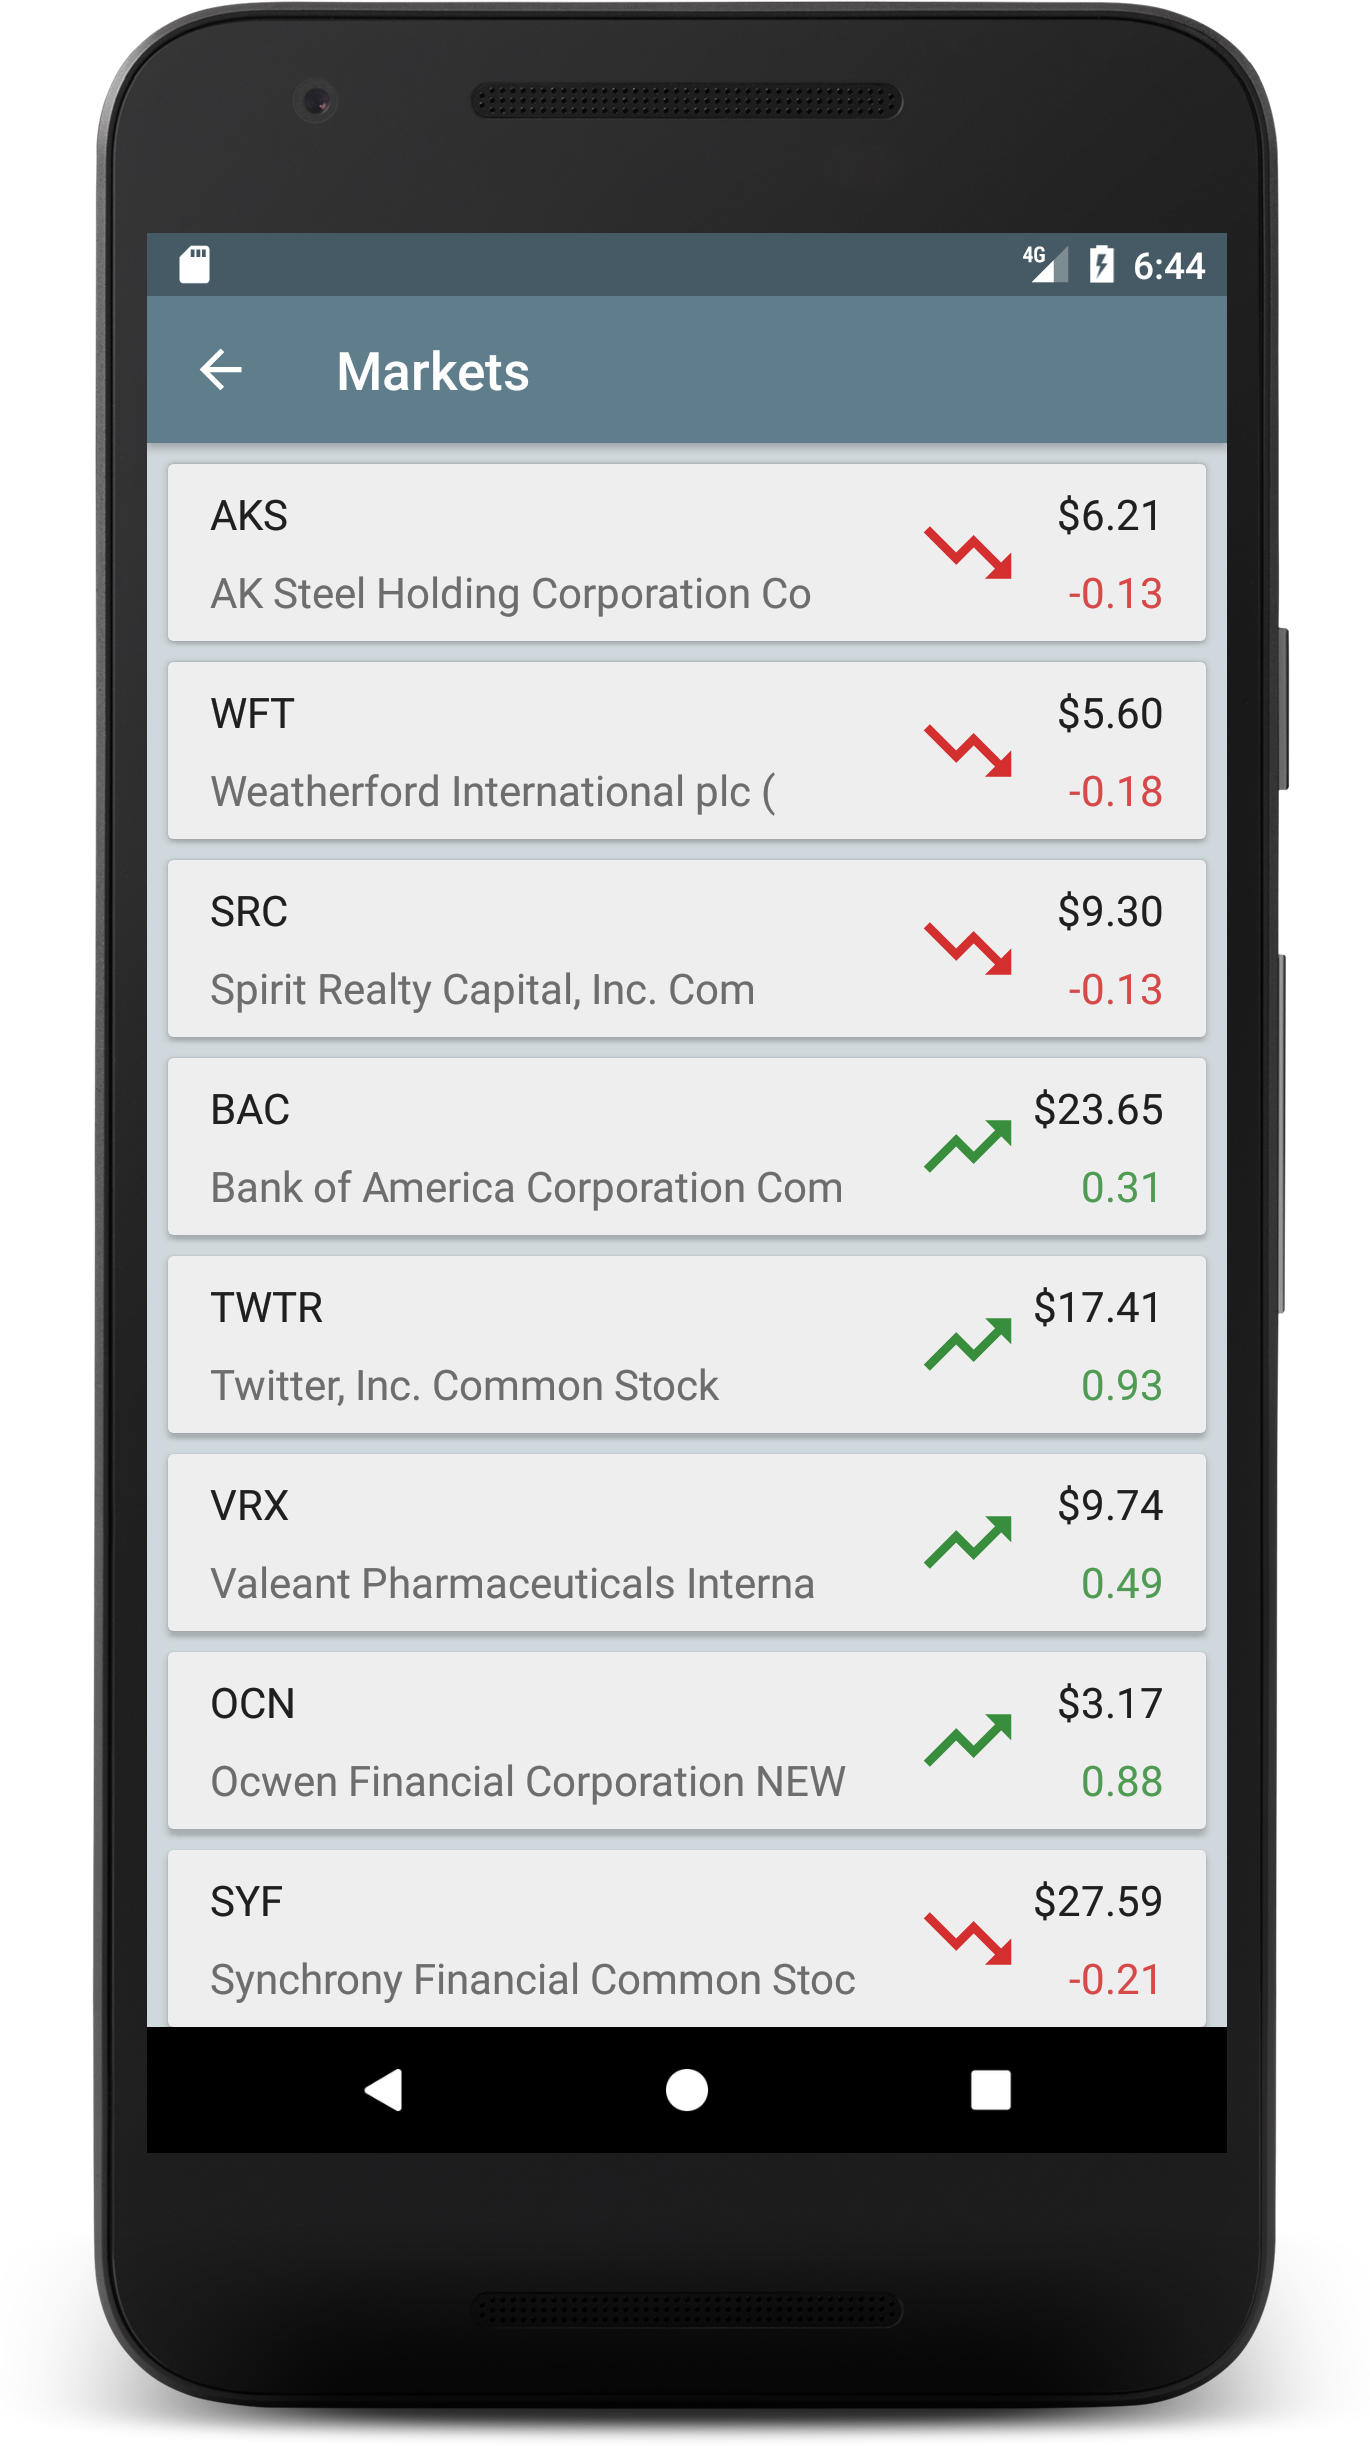 4G 6:44
Markets
AKS $6.21
AK Steel Holding Corporation Co -0.13
WFT $5.60
Weatherford International plc ( -0.18
SRC $9.30
Spirit Realty Capital, Inc. Com -0.13
BAC $23.65
Bank of America Corporation Com 0.31
TWTR $17.41
Twitter, Inc. Common Stock 0.93
VRX $9.74
Valeant Pharmaceuticals Interna 0.49
OCN $3.17
Ocwen Financial Corporation NEW 0.88
SYF $27.59
Synchrony Financial Common Stoc -0.21